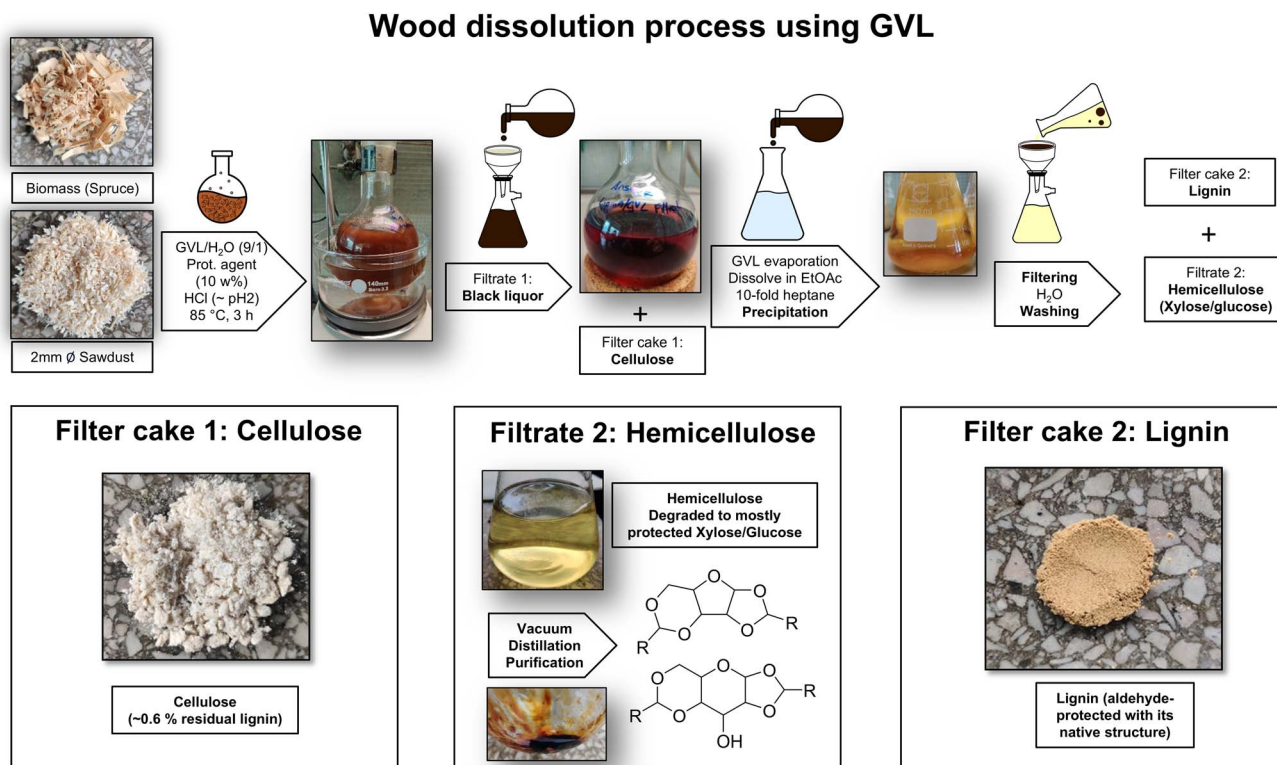 Wood dissolution process using GVL
Biomass (Spruce)
2mm Ø Sawdust
GVL/H₂O (9/1)
Prot. agent
(10 w%)
HCl (~ pH2)
85 °C, 3 h
140mm
Filtrate 1:
Black liquor
+
Filter cake 1:
Cellulose
GVL evaporation
Dissolve in EtOAc
10-fold heptane
Precipitation
Filtering
H₂O
Washing
Filter cake 2:
Lignin
+
Filtrate 2:
Hemicellulose
(Xylose/glucose)
Filter cake 1: Cellulose
Cellulose
(~0.6 % residual lignin)
Filtrate 2: Hemicellulose
Hemicellulose
Degraded to mostly
protected Xylose/Glucose
Vacuum
Distillation
Purification
O O
O R
O O
R
O O
O R
R O O
OH
Filter cake 2: Lignin
Lignin (aldehyde-
protected with its
native structure)